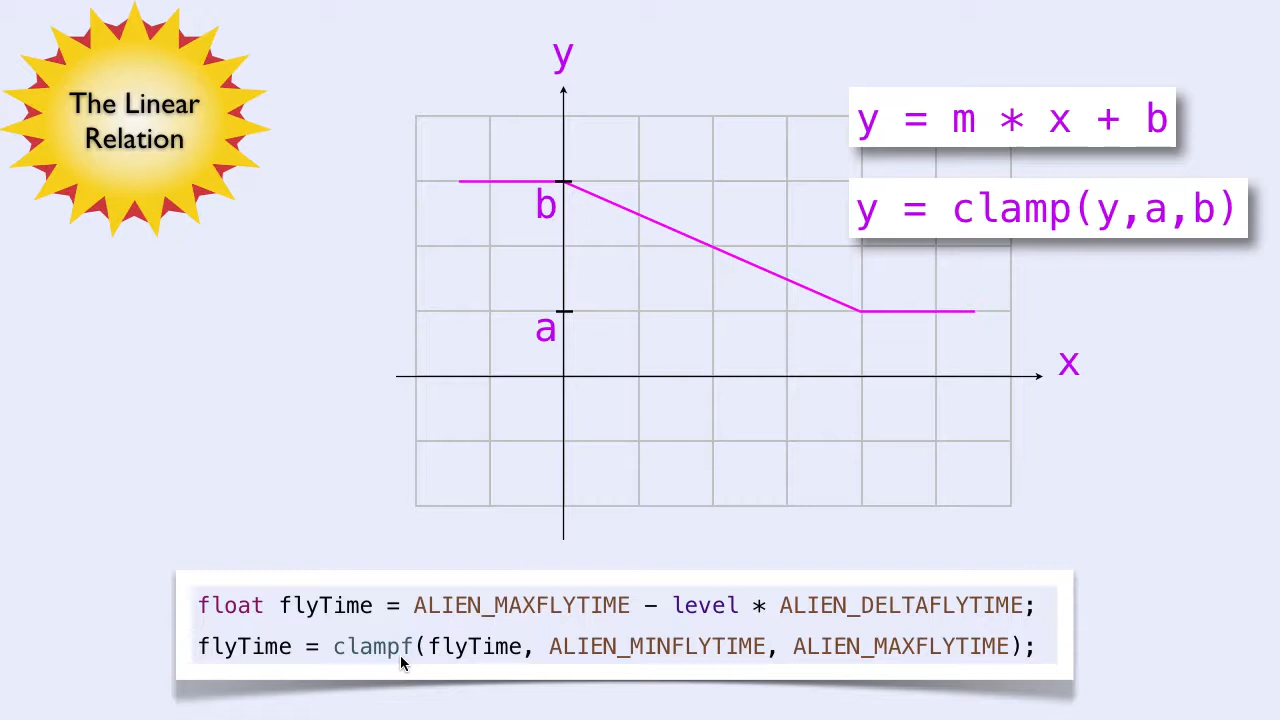 The Linear
Relation
y
y = m * x + b
y = clamp(y,a,b)
b
a
x
float flyTime = ALIEN_MAXFLYTIME - level * ALIEN_DELTAFLYTIME;
flyTime = clampf(flyTime, ALIEN_MINFLYTIME, ALIEN_MAXFLYTIME);